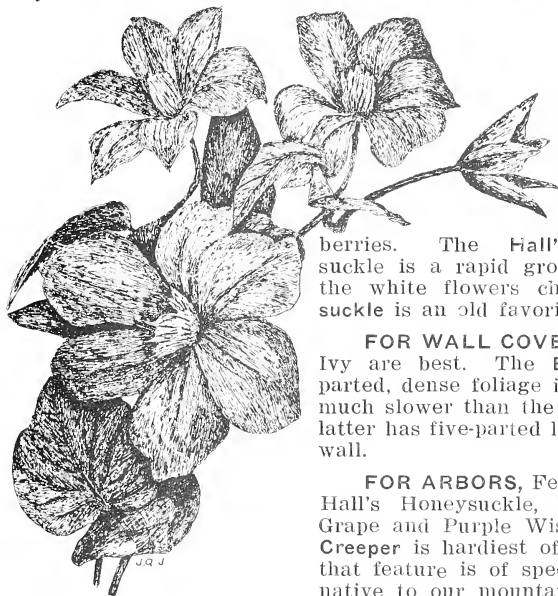 berries. The Hall'
suckle is a rapid gro
the white flowers ch
suckle is an old favori
FOR WALL COVE
Ivy are best. The E
parted, dense foliage i
much slower than the
latter has five-parted l
wall.
FOR ARBORS, Fe
Hall's Honeysuckle,
Grape and Purple Wis
Creeper is hardiest of
that feature is of spe
native to our mountai
J.G.J